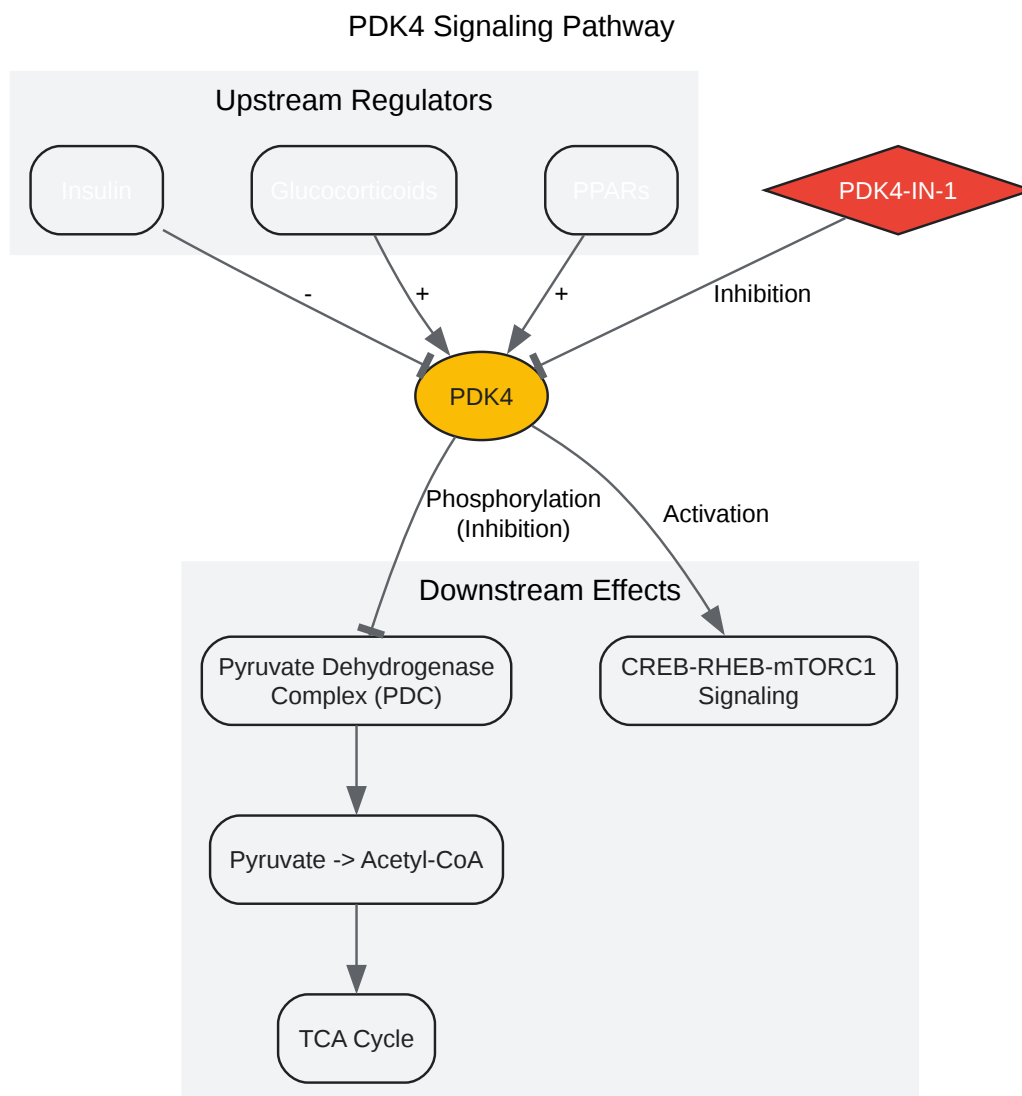 PDK4 Signaling Pathway
Upstream Regulators
Insulin
Glucocorticoids
PPARs
PDK4-IN-1
-
+
+
Inhibition
PDK4
Phosphorylation
(Inhibition)
Activation
Downstream Effects
Pyruvate Dehydrogenase
Complex (PDC)
CREB-RHEB-mTORC1
Signaling
Pyruvate -> Acetyl-CoA
TCA Cycle